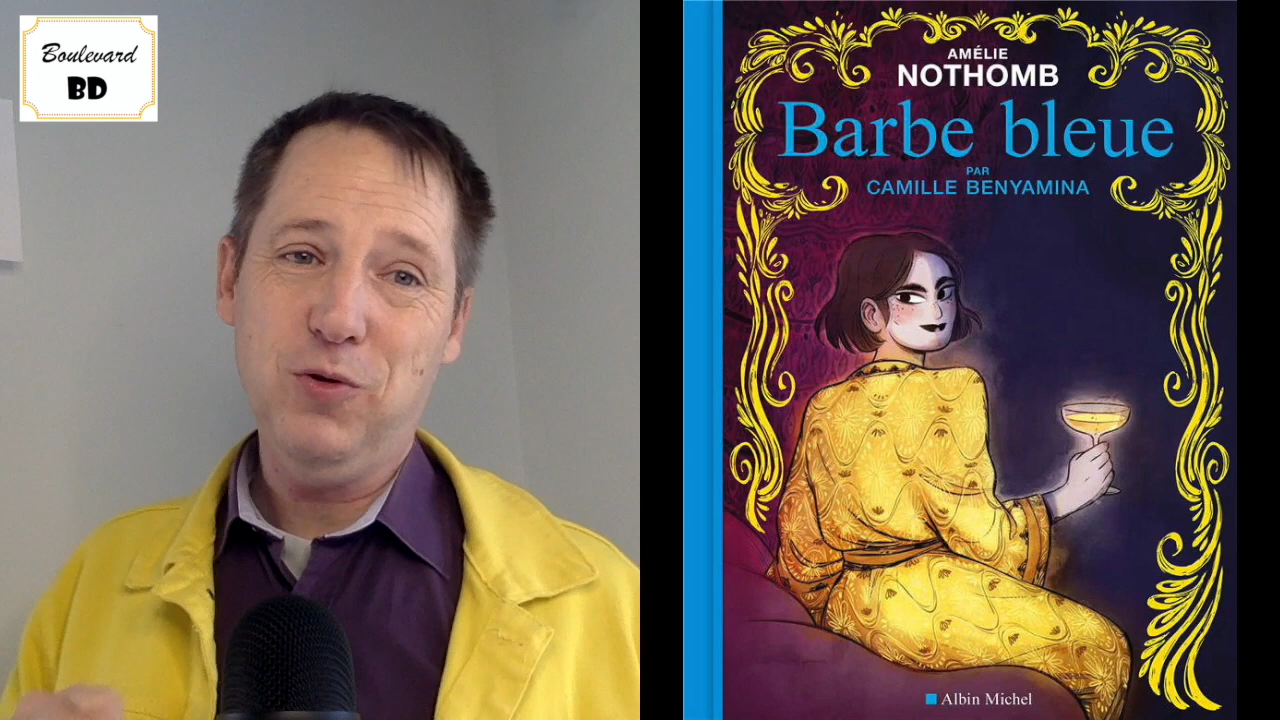 Boulevard
BD
AMÉLIE
NOTHOMB
Barbe bleue
PAR
CAMILLE BENYAMINA
Albin Michel